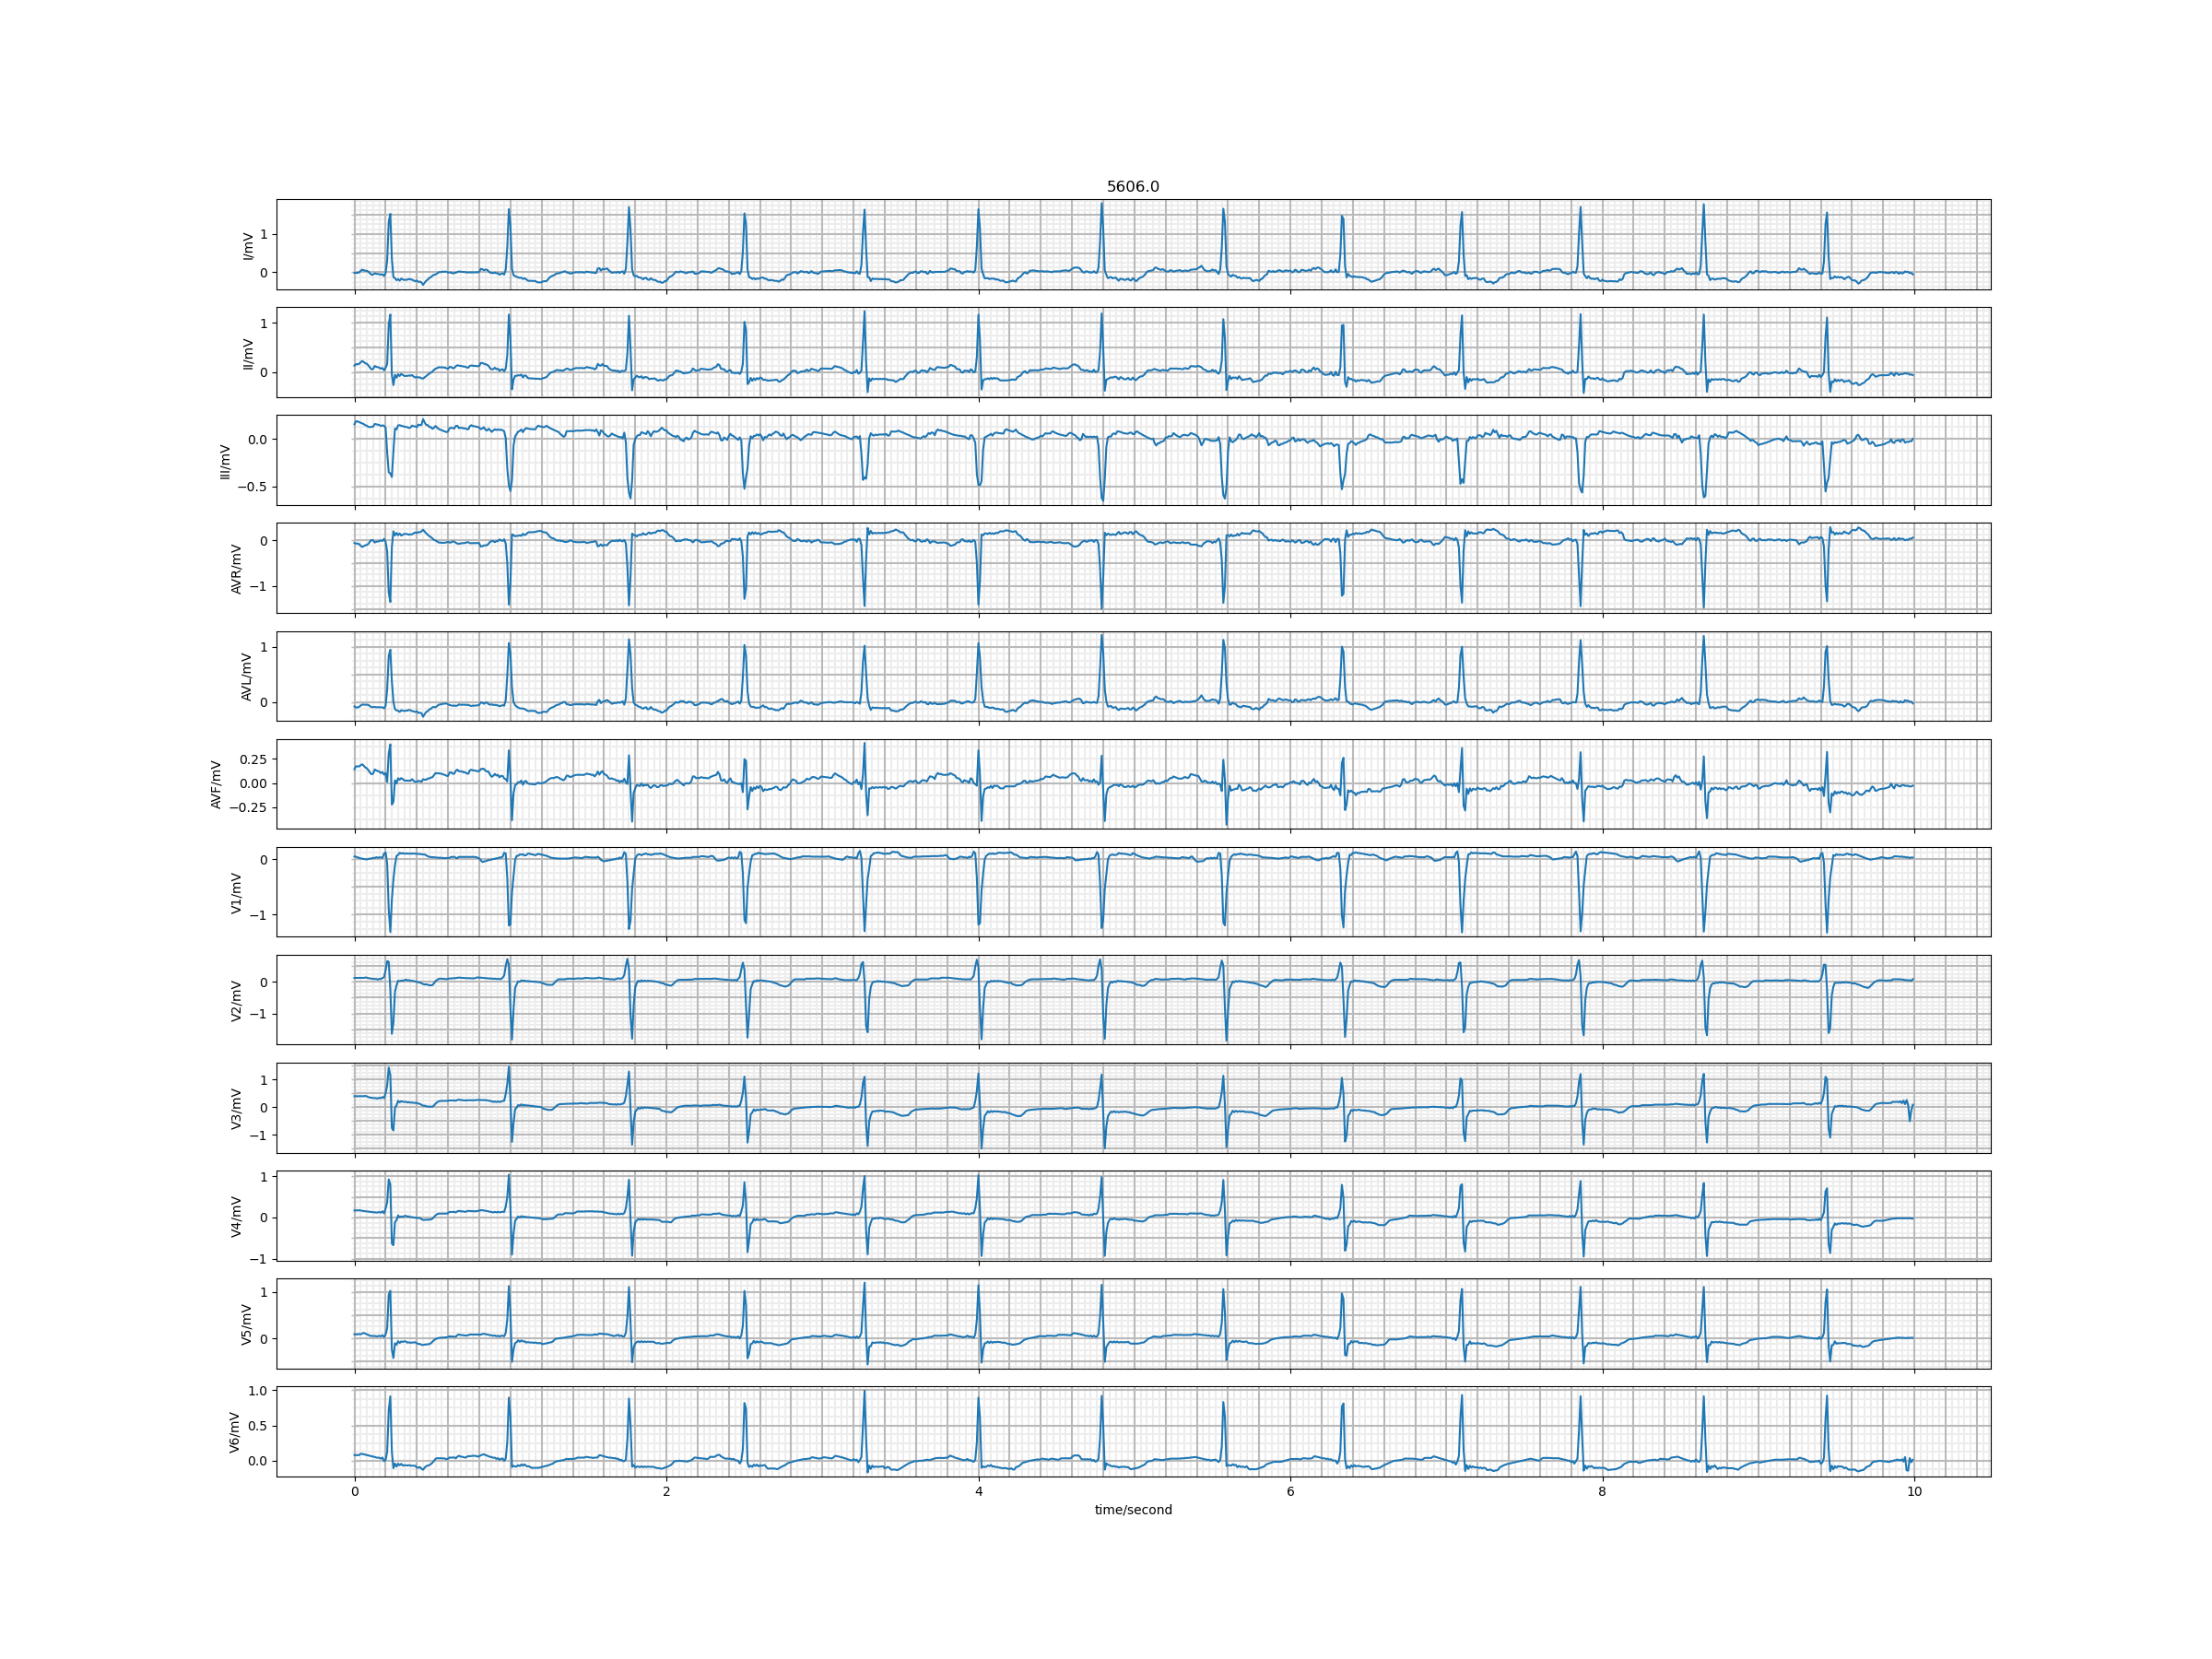 5606.0
I/mV
1
0
II/mV
1
0
III/mV
0.0
−0.5
AVR/mV
0
−1
AVL/mV
1
0
AVF/mV
0.25
0.00
−0.25
V1/mV
0
−1
V2/mV
0
−1
V3/mV
1
0
−1
V4/mV
1
0
−1
V5/mV
1
0
V6/mV
1.0
0.5
0.0
0 2 4 6 8 10
time/second